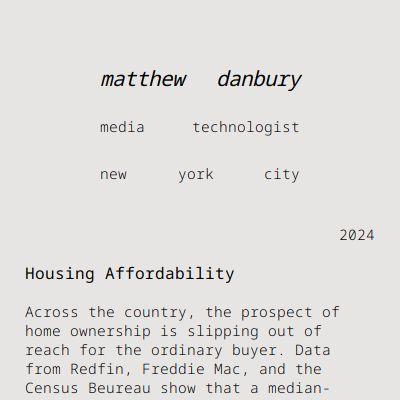 matthew danbury
media technologist
new york city
2024
Housing Affordability
Across the country, the prospect of
home ownership is slipping out of
reach for the ordinary buyer. Data
from Redfin, Freddie Mac, and the
Census Beureau show that a median-